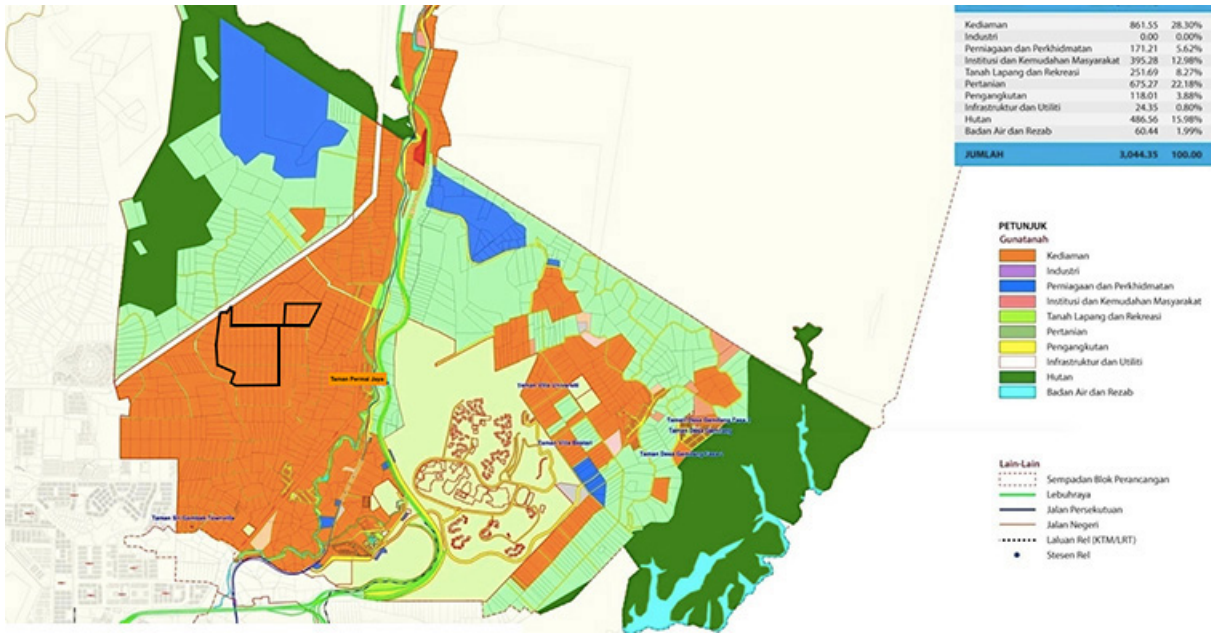 Kediaman 861.55 28.30%
Industri 0.00 0.00%
Perniagaan dan Perkhidmatan 171.21 5.62%
Institusi dan Kemudahan Masyarakat 395.28 12.98%
Tanah Lapang dan Rekreasi 251.69 8.27%
Pertanian 675.27 22.18%
Pengangkutan 118.01 3.88%
Infrastruktur dan Utiliti 24.35 0.80%
Hutan 486.56 15.98%
Badan Air dan Rezab 60.44 1.99%
JUMLAH 3,044.35 100.00
PETUNJUK
Gunatanah
Kediaman
Industri
Perniagaan dan Perkhidmatan
Institusi dan Kemudahan Masyarakat
Tanah Lapang dan Rekreasi
Pertanian
Pengangkutan
Infrastruktur dan Utiliti
Hutan
Badan Air dan Rezab
Lain-Lain
Sempadan Blok Perancangan
Lebuhraya
Jalan Persekutuan
Jalan Negeri
Laluan Rel (KTM/LRT)
Stesen Rel
Taman Permai Jaya
Taman Desa Gemilang